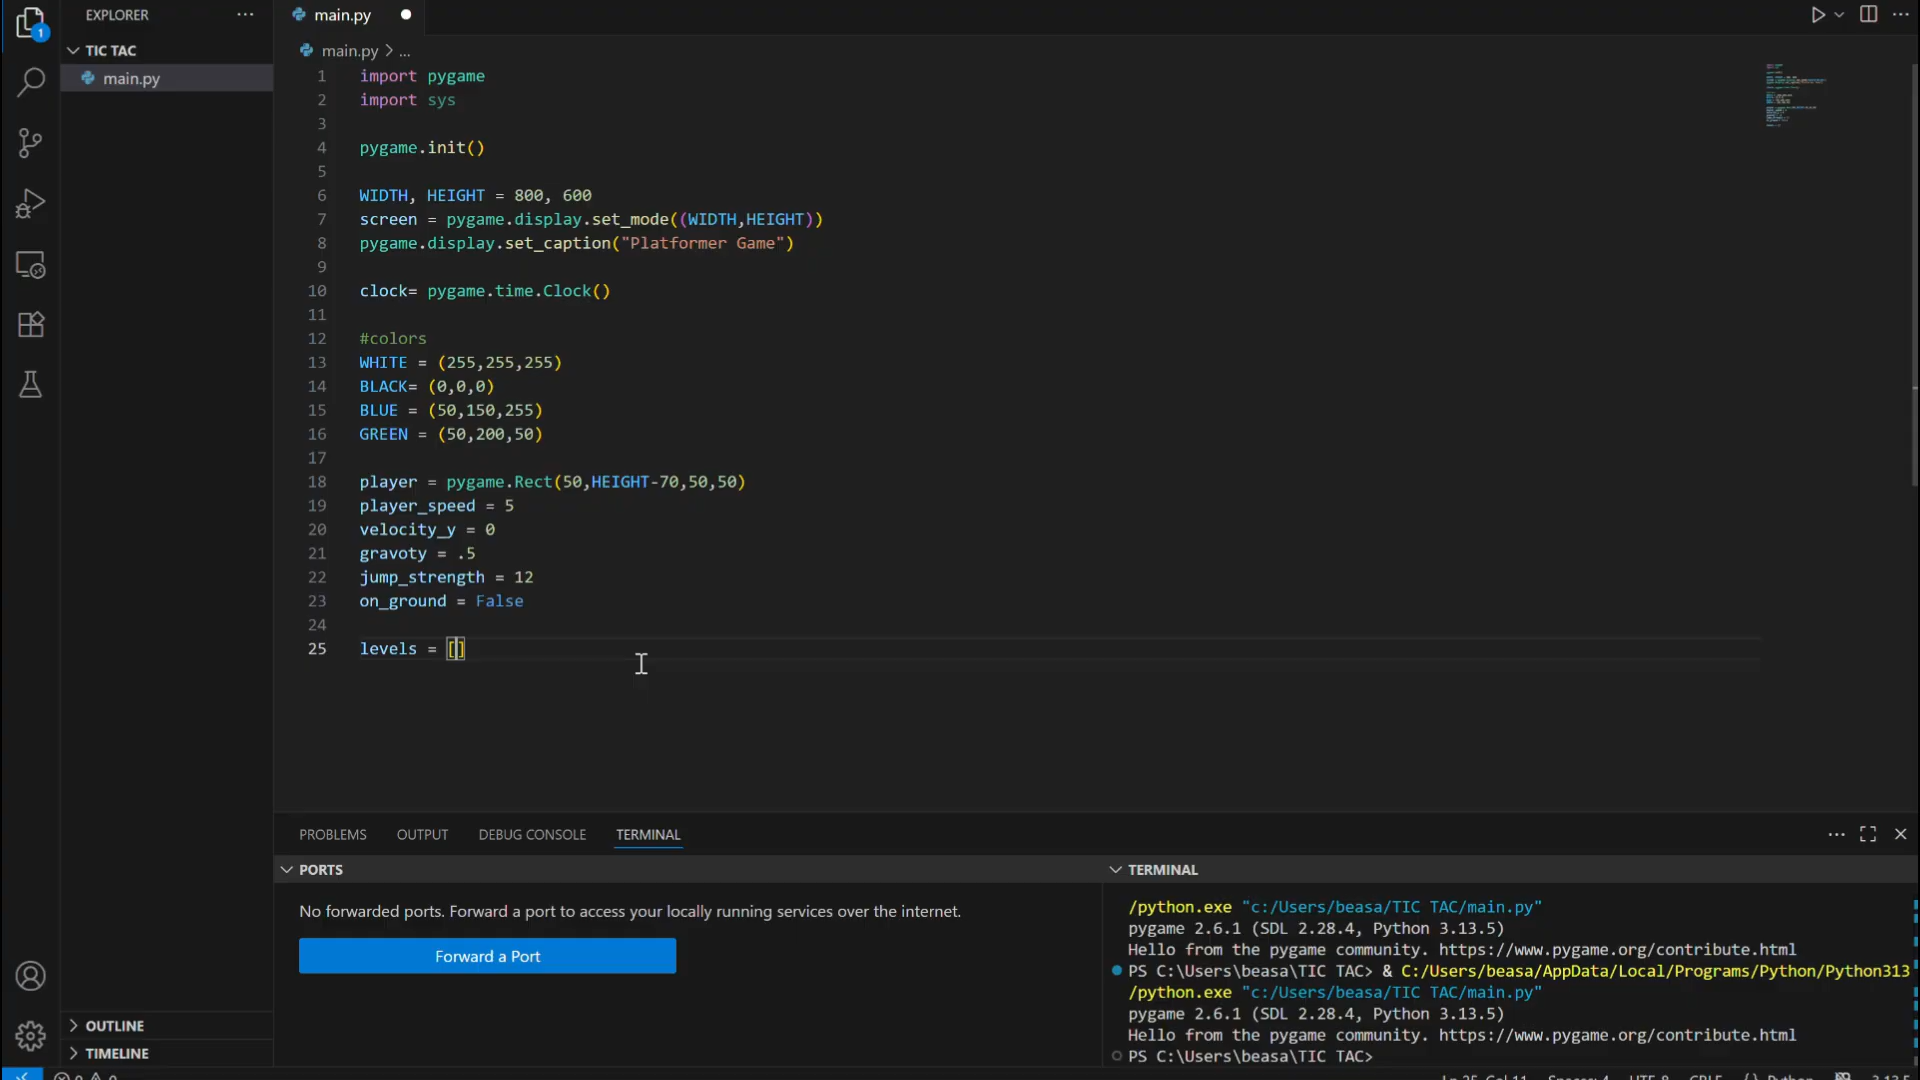 EXPLORER
main.py
TIC TAC
main.py
main.py > ...
1 import pygame
2 import sys
3
4 pygame.init()
5
6 WIDTH, HEIGHT = 800, 600
7 screen = pygame.display.set_mode((WIDTH,HEIGHT))
8 pygame.display.set_caption("Platformer Game")
9
10 clock= pygame.time.Clock()
11
12 #colors
13 WHITE = (255,255,255)
14 BLACK= (0,0,0)
15 BLUE = (50,150,255)
16 GREEN = (50,200,50)
17
18 player = pygame.Rect(50,HEIGHT-70,50,50)
19 player_speed = 5
20 velocity_y = 0
21 gravoty = .5
22 jump_strength = 12
23 on_ground = False
24
25 levels = []
1
PROBLEMS OUTPUT DEBUG CONSOLE TERMINAL
PORTS
No forwarded ports. Forward a port to access your locally running services over the internet.
Forward a Port
TERMINAL
/python.exe "c:/Users/beasa/TIC TAC/main.py"
pygame 2.6.1 (SDL 2.28.4, Python 3.13.5)
Hello from the pygame community. https://www.pygame.org/contribute.html
PS C:\Users\beasa\TIC TAC> & C:/Users/beasa/AppData/Local/Programs/Python/Python313
/python.exe "c:/Users/beasa/TIC TAC/main.py"
pygame 2.6.1 (SDL 2.28.4, Python 3.13.5)
Hello from the pygame community. https://www.pygame.org/contribute.html
PS C:\Users\beasa\TIC TAC>
OUTLINE
TIMELINE